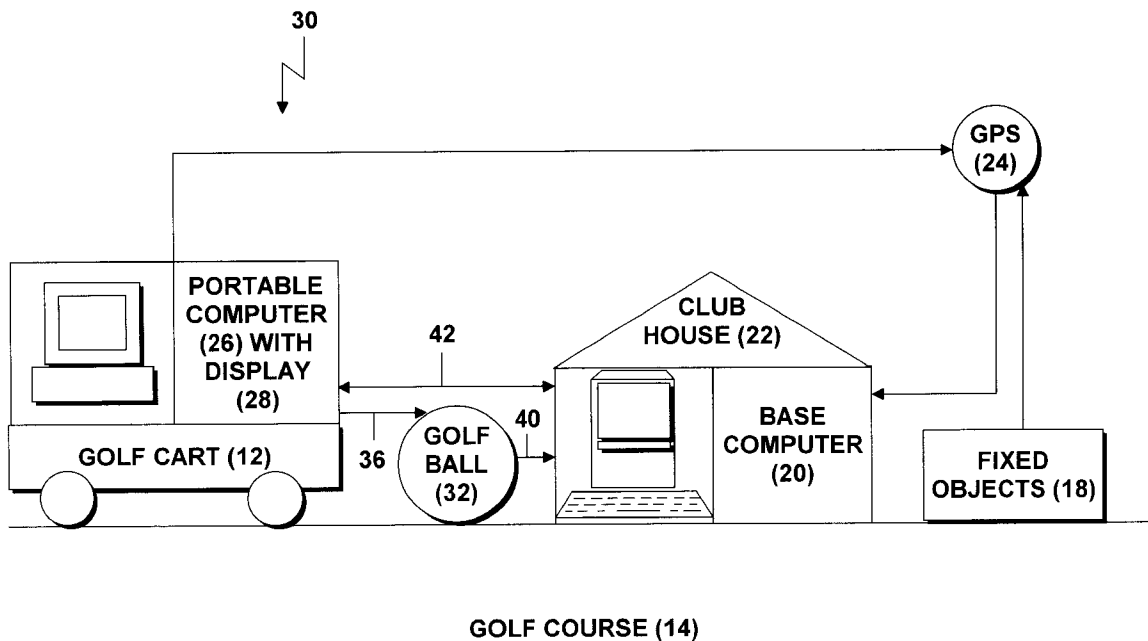 30
GPS
(24)
PORTABLE
COMPUTER
(26) WITH
DISPLAY
(28)
CLUB
HOUSE (22)
42
36
GOLF
BALL
(32)
40
BASE
COMPUTER
(20)
GOLF CART (12)
FIXED
OBJECTS (18)
GOLF COURSE (14)